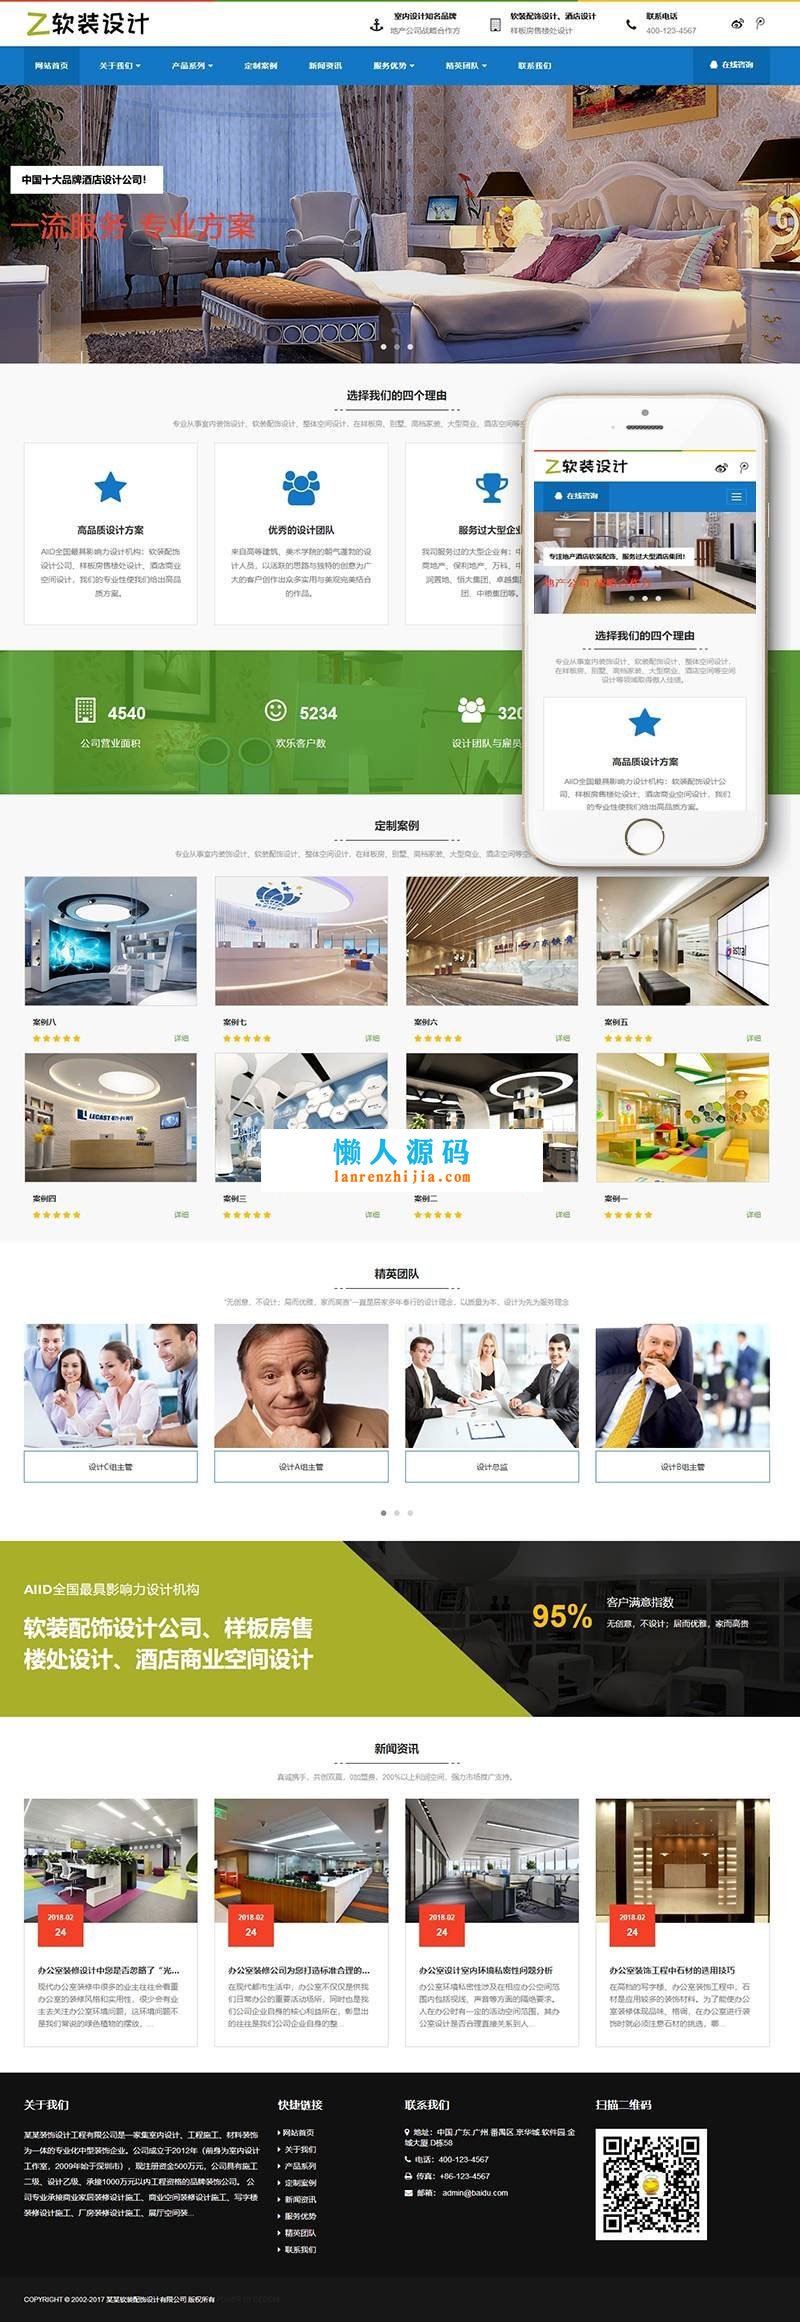 Z软装设计
室内设计知名品牌
地产公司战略合作方
软装配饰设计、酒店设计
样板房售楼处设计
联系电话
400-123-4567
网站首页 关于我们 产品系列 定制案例 新闻资讯 服务优势 精英团队 联系我们 在线咨询
中国十大品牌酒店设计公司!
一流服务 专业方案
选择我们的四个理由
专业从事室内装饰设计、软装配饰设计、整体空间设计，在样板房、别墅、高档家装、大型商业、酒店空间等
高品质设计方案
AIID全国最具影响力设计机构：软装配饰
设计公司、样板房售楼处设计、酒店商业
空间设计，我们的专业性使我们给出高品
质方案。
优秀的设计团队
来自高等建筑、美术学院的朝气蓬勃的设
计人员，以活跃的思路与独特的创意为广
大的客户创作出众多实用与美观完美结合
的作品。
服务过大型企业
我司服务过的大型企业有：中
商地产、保利地产、万科、中
润置地、恒大集团、卓越集
团、中粮集团等。
Z软装设计
在线咨询
专注地产酒店软装配饰，服务过大型酒店集团!
选择我们的四个理由
专业从事室内装饰设计、软装配饰设计、整体空间设计，
在样板房、别墅、高档家装、大型商业、酒店空间等空间
设计等领域取得傲人佳绩。
高品质设计方案
AIID全国最具影响力设计机构：软装配饰设计公
司、样板房售楼处设计、酒店商业空间设计，我们
的专业性使我们给出高品质方案。
4540
公司营业面积
5234
欢乐客户数
320
设计团队与雇员
定制案例
专业从事室内装饰设计、软装配饰设计、整体空间设计，在样板房、别墅、高档家装、大型商业、酒店空间等
astral
案例八
详细
案例七
详细
案例六
详细
案例五
详细
LECAST
懒人源码
lanrenzhijia.com
案例四
详细
案例三
详细
案例二
详细
案例一
详细
精英团队
“无创意，不设计；局而优雅，家而高贵”一直是居家多年奉行的设计理念，以质量为本、设计为先为服务理念
设计C组主管
设计A组主管
设计总监
设计B组主管
AIID全国最具影响力设计机构
软装配饰设计公司、样板房售
楼处设计、酒店商业空间设计
95%
客户满意指数
无创意，不设计；居而优雅，家而高贵
新闻资讯
真诚携手，共创双赢，0加盟费，200%以上利润空间，强力市场推广支持。
2018-02
24
办公室装修设计中您是否忽略了“光...
现代办公室装修中很多的业主往往会看重
办公室的装修风格和实用性，很少会有业
主去关注办公室环境问题，这环境问题不
是我们常说的绿色植物的摆放，...
2018-02
24
办公室装修公司为您打造标准合理的...
在现代都市生活中，办公室不仅仅是供我
们日常办公的重要活动场所，同时也是我
们公司企业自身的核心利益所在，彰显出
的往往是我们公司企业自身的整...
2018-02
24
办公室设计室内环境私密性问题分析
办公室环境私密性涉及在相应办公空间范
围内包括视线，声音等方面的隔绝要求。
人在办公时有一定的活动空间范围，其办
公室设计是否合理直接关系到人...
2018-02
24
办公室装饰工程中石材的选用技巧
在高档的写字楼、办公室装饰工程中，石
材是应用较多的装饰材料。为了能使办公
室装修体现品味、格调，在办公室进行装
饰时就必须注意石材的挑选，哪...
关于我们
某某装饰设计工程有限公司是一家集室内设计、工程施工、材料装饰
为一体的专业化中型装饰企业。公司成立于2012年（前身为室内设计
工作室，2009年始于深圳市），现注册资金500万元，公司具有施工
二级、设计乙级、承接1000万元以内工程资格的品牌装饰公司。 公
司专业承接商业家居装修设计施工、商业空间装修设计施工、写字楼
装修设计施工、厂房装修设计施工、展厅空间装...
快捷链接
网站首页
关于我们
产品系列
定制案例
新闻资讯
服务优势
精英团队
联系我们
联系我们
地址：中国.广东.广州.番禺区.京华城.软件园.金
城大厦.D栋58
电话：400-123-4567
传真：+86-123-4567
邮箱： admin@baidu.com
扫描二维码
COPYRIGHT © 2002-2017 某某软装配饰设计有限公司 版权所有